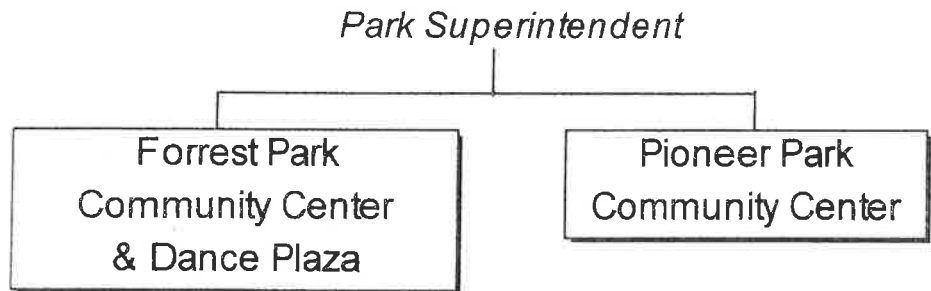 Park Superintendent
Forrest Park
Community Center
& Dance Plaza
Pioneer Park
Community Center